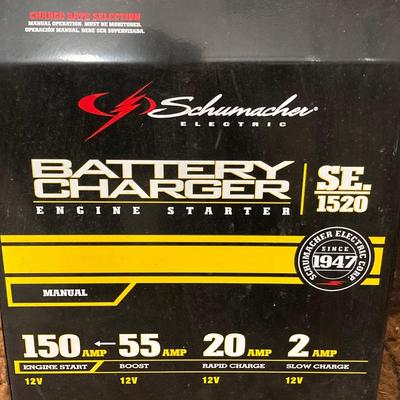 CHARGE RATE SELECTION
MANUAL OPERATION. MUST BE MONITORED.
OPERACIÓN MANUAL. DEBE SER SUPERVISADA.
Schumacher®
ELECTRIC
BATTERY
CHARGER
ENGINE STARTER
SE.
1520
SCHUMACHER ELECTRIC CORP.
SINCE
1947
MANUAL
150 AMP ← 55 AMP 20 AMP 2 AMP
ENGINE START BOOST RAPID CHARGE SLOW CHARGE
12V 12V 12V 12V